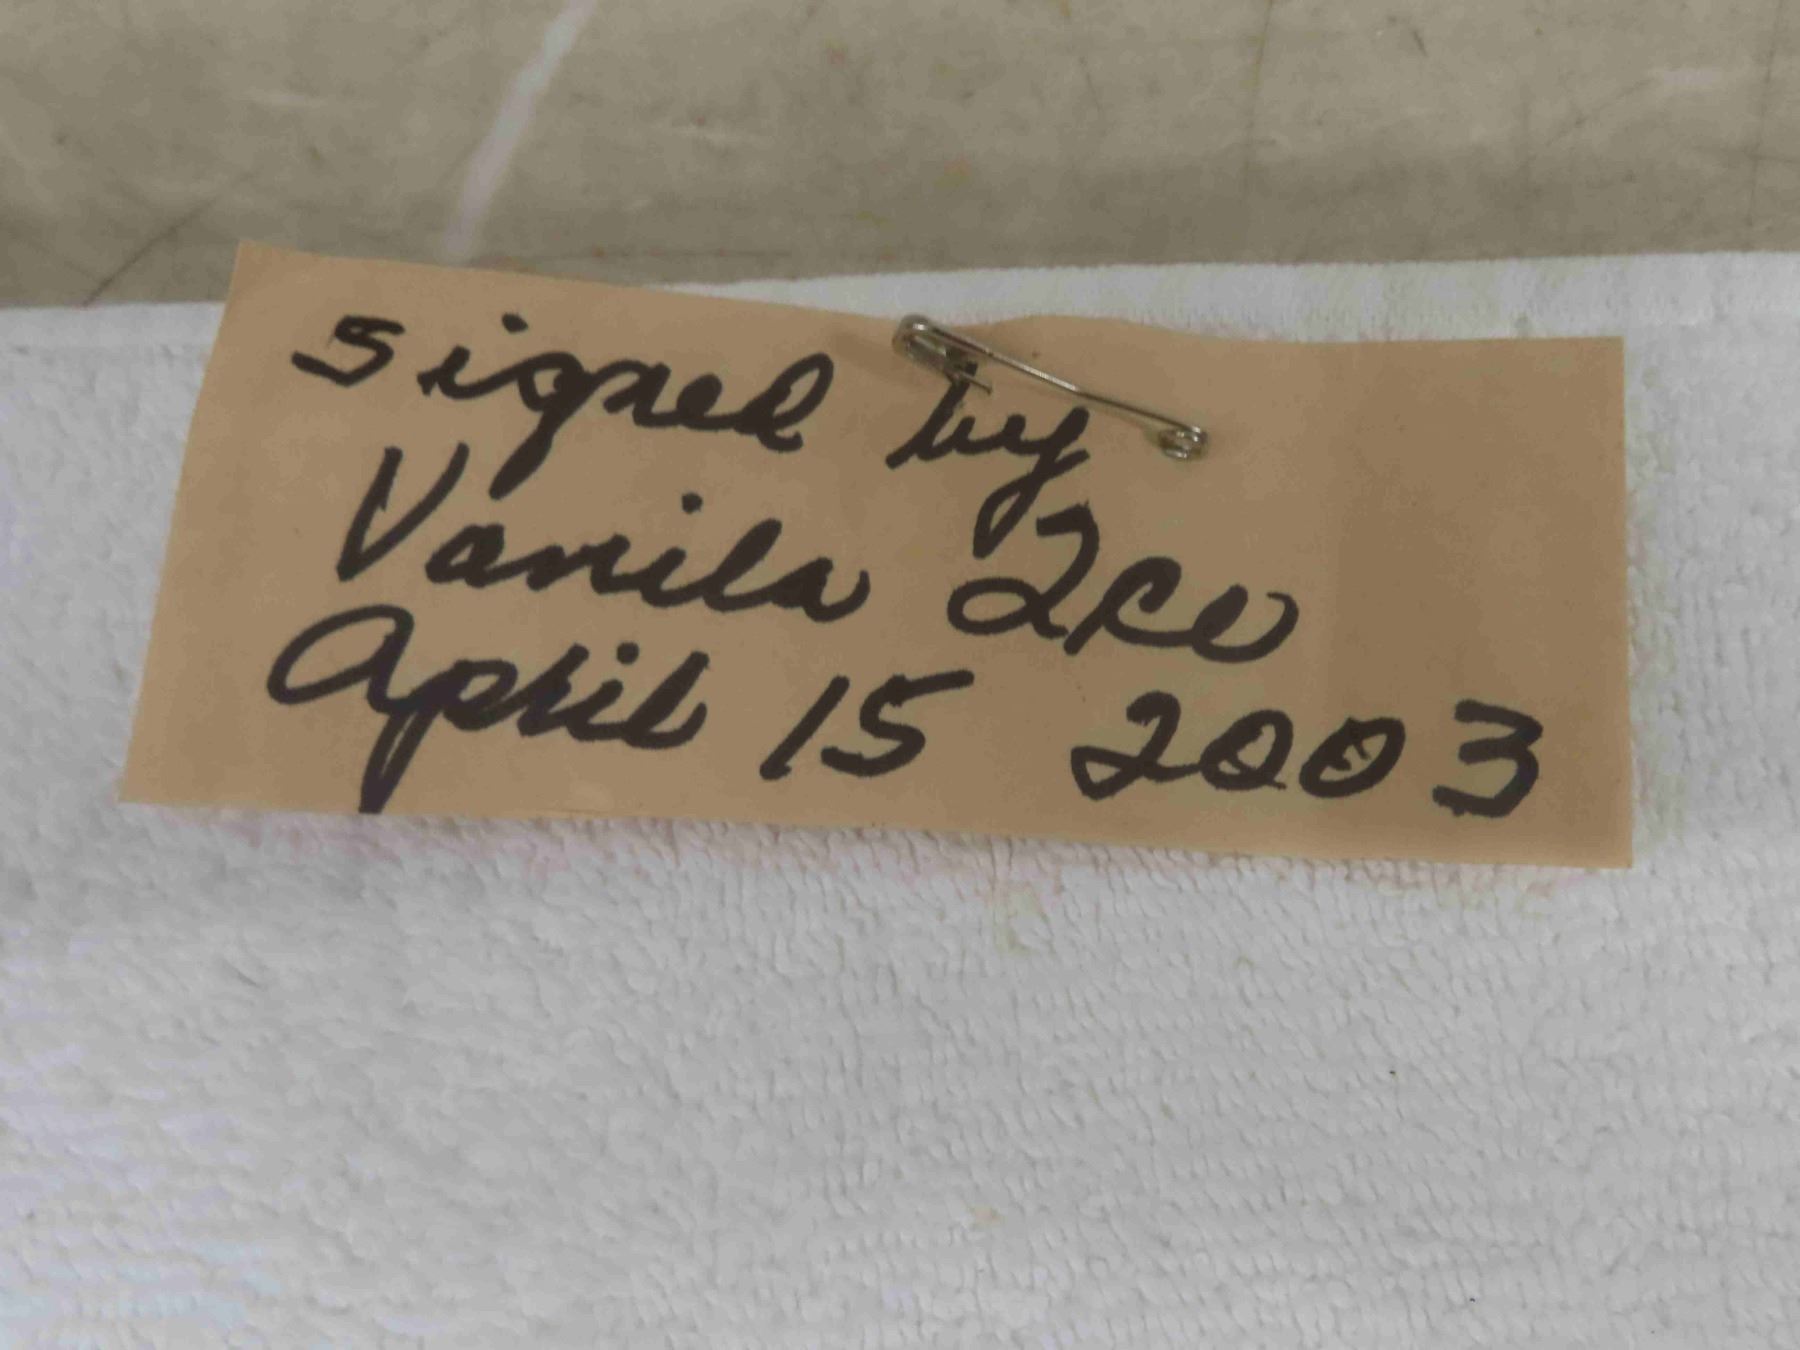 signed by
Vanila Ice
April 15 2003